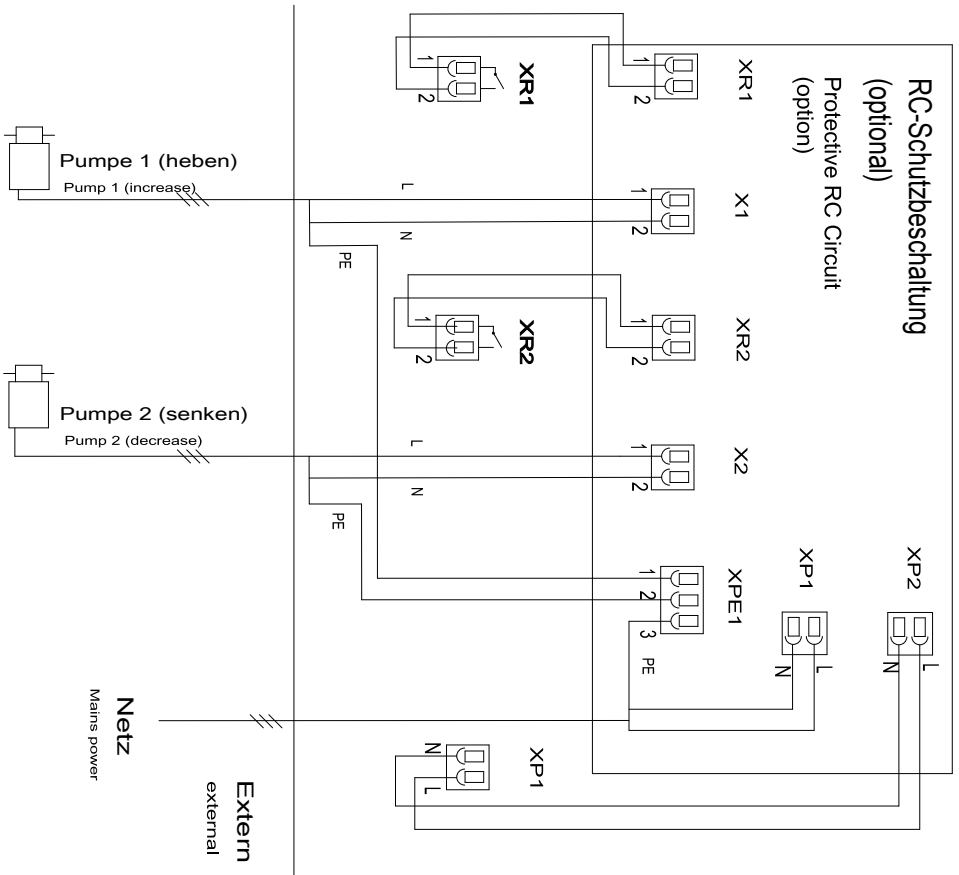 RC-Schutzbeschaltung
(optional)
Protective RC Circuit
(option)
XR1
1
2
XR1
1
2
Pumpe 1 (heben)
Pump 1 (increase)
L
N
PE
X1
1
2
XR2
1
2
XR2
1
2
Pumpe 2 (senken)
Pump 2 (decrease)
L
N
PE
X2
1
2
XPE1
1
2
3
PE
XP1
N
L
XP2
N
L
XP1
N
L
Netz
Mains power
Extern
external